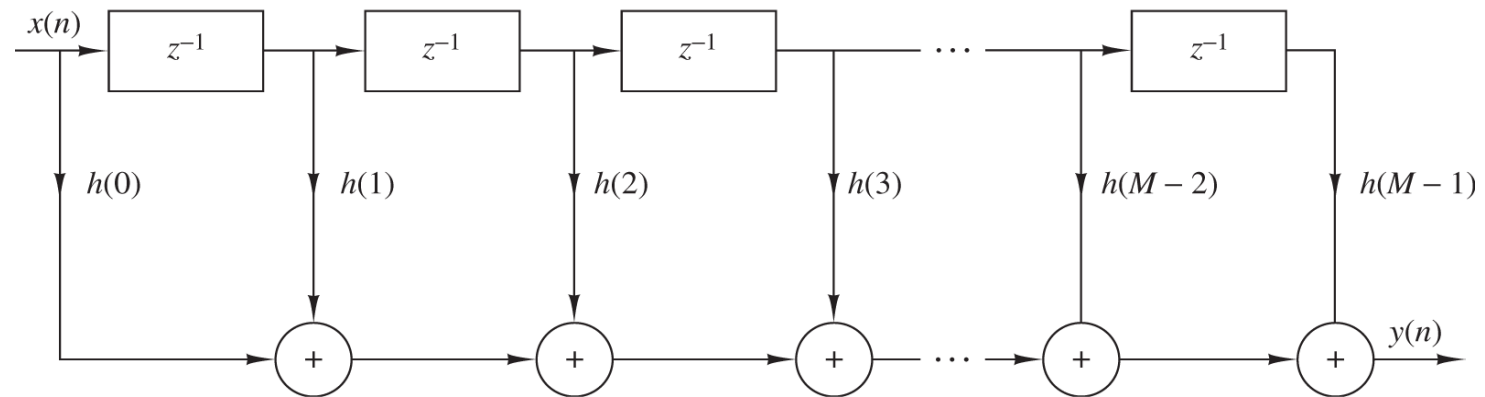 x(n)
z⁻¹ z⁻¹ z⁻¹ ... z⁻¹
h(0) h(1) h(2) h(3) h(M – 2) h(M – 1)
y(n)
+ + + ... + +